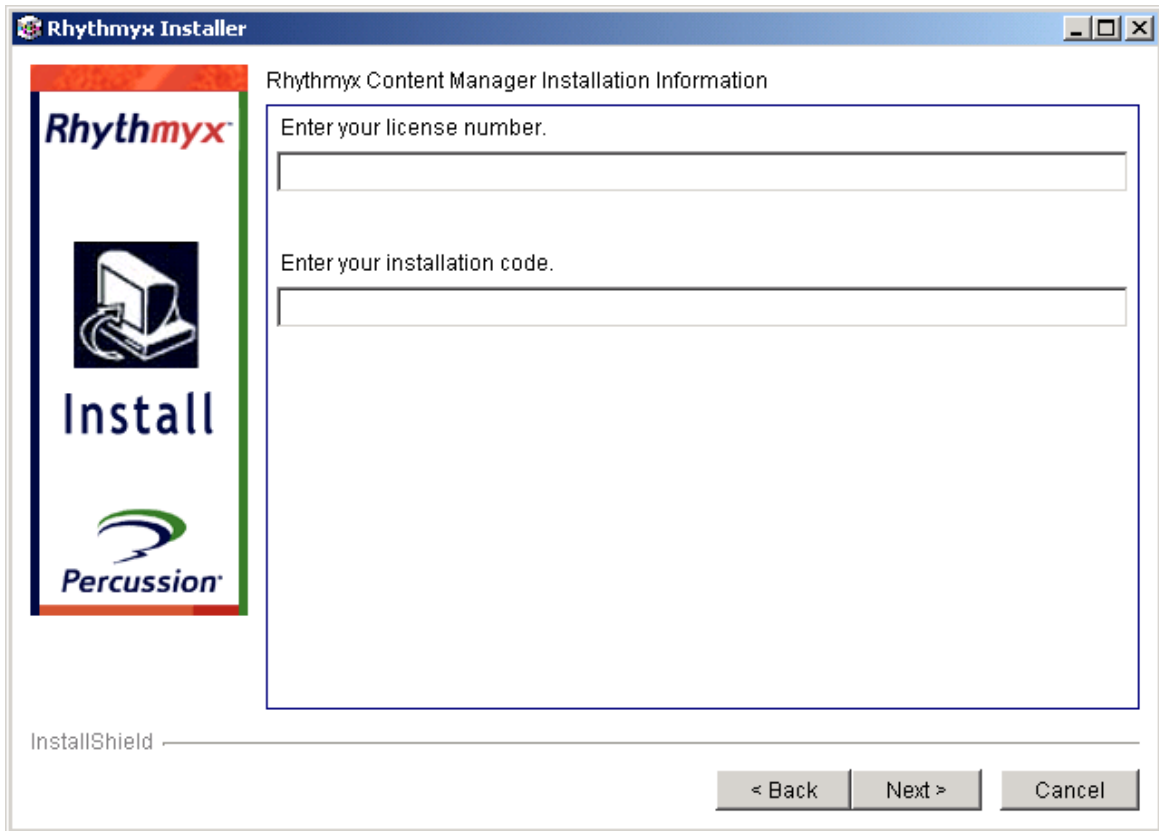 Rhythmyx Installer
Rhythmyx
Install
Percussion
Rhythmyx Content Manager Installation Information
Enter your license number.
Enter your installation code.
InstallShield
< Back
Next >
Cancel